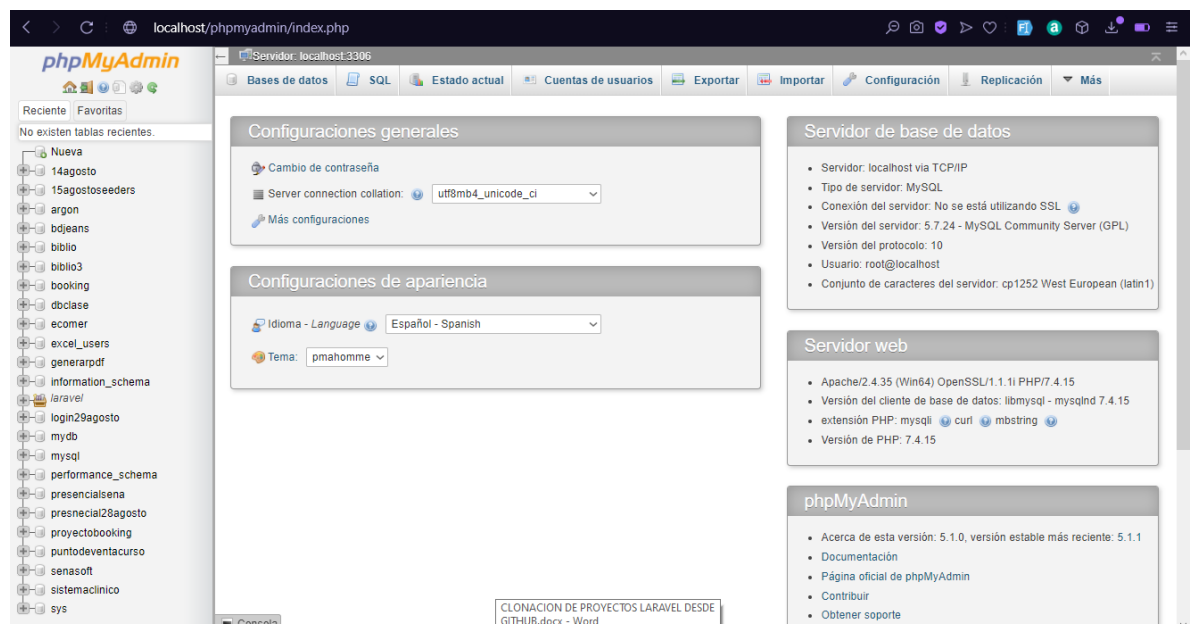 localhost/phpmyadmin/index.php
phpMyAdmin
Reciente Favoritas
No existen tablas recientes.
Nueva
14agosto
15agostoseeders
argon
bdjeans
biblio
biblio3
booking
dbclase
ecomer
excel_users
generarpdf
information_schema
laravel
login29agosto
mydb
mysql
performance_schema
presencialsena
presnecial28agosto
proyectobooking
puntodeventacurso
senasoft
sistemaclinico
sys
Servidor: localhost:3306
Bases de datos SQL Estado actual Cuentas de usuarios Exportar Importar Configuración Replicación Más
Configuraciones generales
Cambio de contraseña
Server connection collation: utf8mb4_unicode_ci
Más configuraciones
Configuraciones de apariencia
Idioma - Language Español - Spanish
Tema: pmahomme
Servidor de base de datos
Servidor: localhost via TCP/IP
Tipo de servidor: MySQL
Conexión del servidor: No se está utilizando SSL
Versión del servidor: 5.7.24 - MySQL Community Server (GPL)
Versión del protocolo: 10
Usuario: root@localhost
Conjunto de caracteres del servidor: cp1252 West European (latin1)
Servidor web
Apache/2.4.35 (Win64) OpenSSL/1.1.1i PHP/7.4.15
Versión del cliente de base de datos: libmysql - mysqlnd 7.4.15
extensión PHP: mysqli curl mbstring
Versión de PHP: 7.4.15
phpMyAdmin
Acerca de esta versión: 5.1.0, versión estable más reciente: 5.1.1
Documentación
Página oficial de phpMyAdmin
Contribuir
Obtener soporte
Consola
CLONACION DE PROYECTOS LARAVEL DESDE
GITHUB.docx - Word